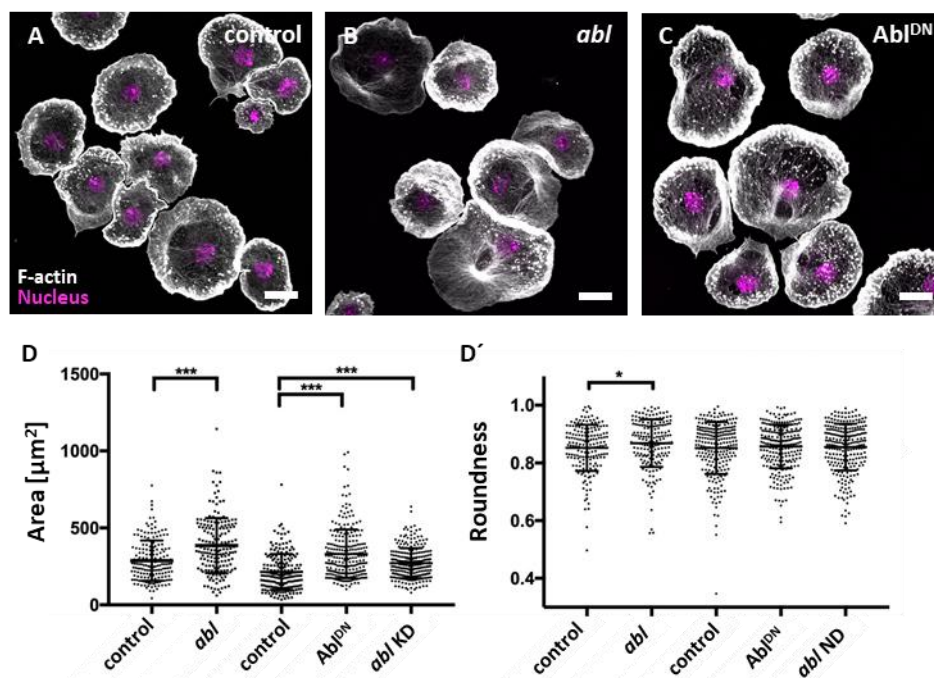 A control
B abl
C Abl^DN
F-actin
Nucleus
D
D´
***
***
***
*
1500
1000
500
0
Area [µm²]
control
abl
control
Abl^DN
abl KD
1.0
0.8
0.6
0.4
Roundness
control
abl
control
Abl^DN
abl ND